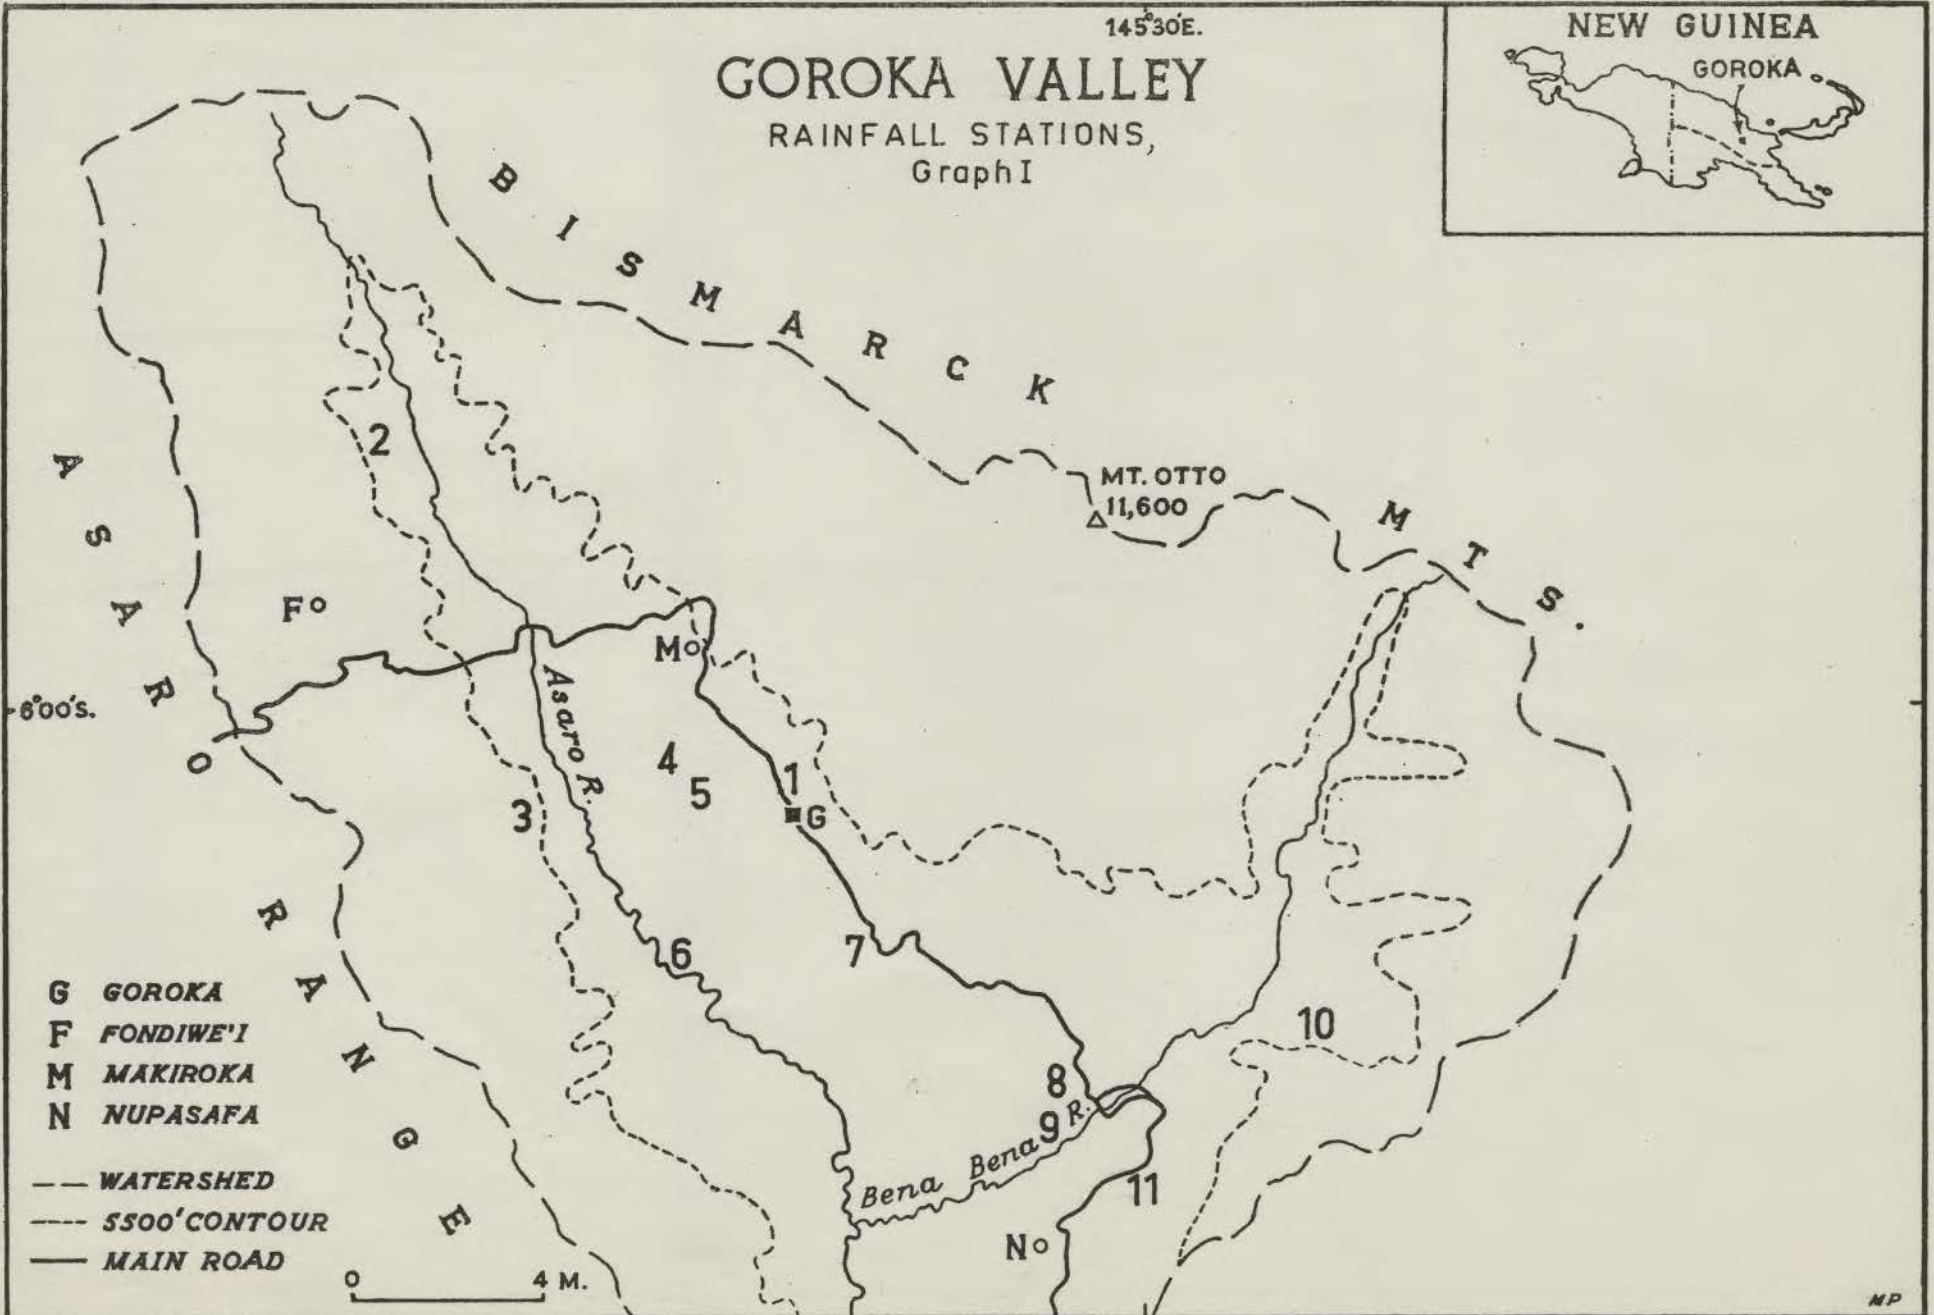 145°30'E.
GOROKA VALLEY
RAINFALL STATIONS,
Graph I
NEW GUINEA
GOROKA
BISMARCK MTS.
MT. OTTO
11,600
ASARO RANGE
2
F
M
6°00'S.
Asaro R.
4
5
1
G
3
6
7
10
8
9
Bena Bena R.
11
N
G GOROKA
F FONDIWE'I
M MAKIROKA
N NUPASAFA
WATERSHED
5500' CONTOUR
MAIN ROAD
0 4 M.
MP